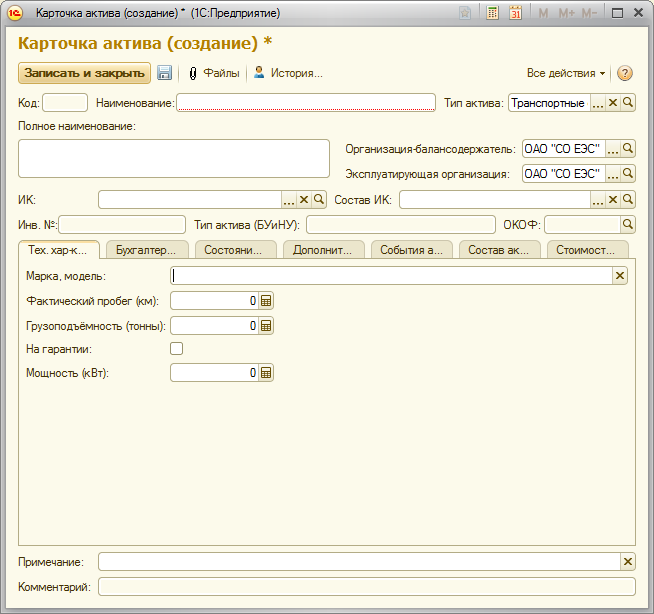 Карточка актива (создание) * (1С:Предприятие)
M M+ M-
31
Карточка актива (создание) *
Записать и закрыть Файлы История... Все действия ?
Код: Наименование: Тип актива: Транспортные ...
Полное наименование:
Организация-балансодержатель: ОАО "СО ЕЭС" ...
Эксплуатирующая организация: ОАО "СО ЕЭС" ...
ИК: ... Состав ИК: ...
Инв. №: Тип актива (БУиНУ): ОКОФ:
Тех. хар-к... Бухгалтер... Состояни... Дополнит... События а... Состав ак... Стоимост...
Марка, модель:
Фактический пробег (км): 0
Грузоподъёмность (тонны): 0
На гарантии:
Мощность (кВт): 0
Примечание:
Комментарий: